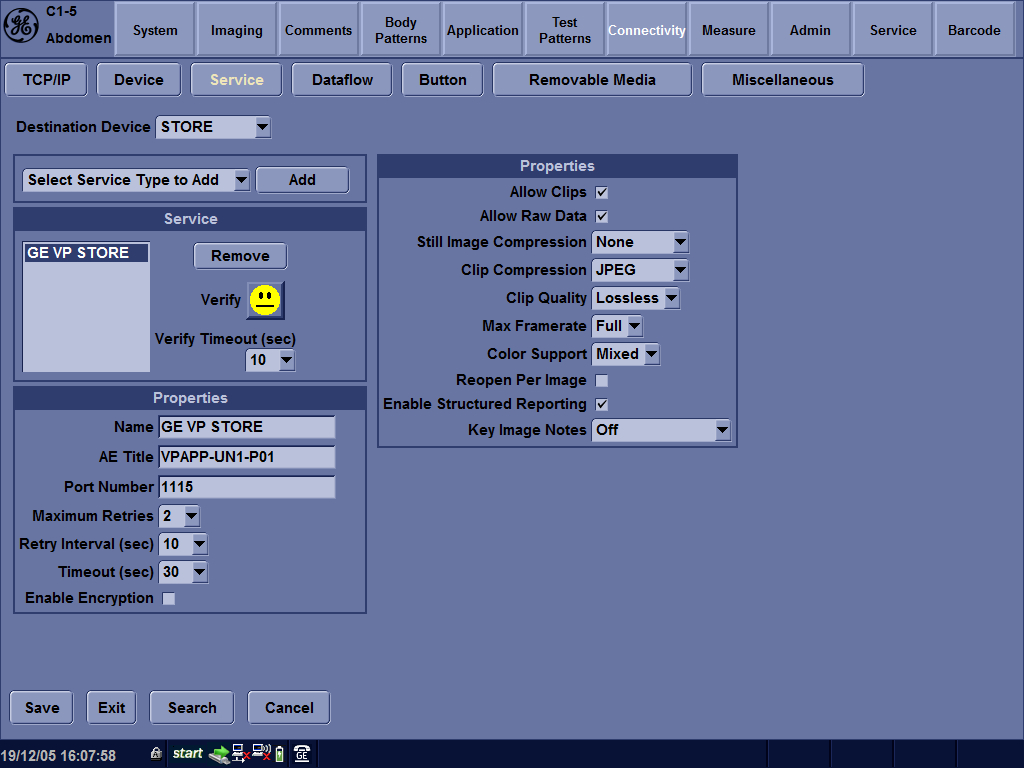 C1-5
Abdomen
System
Imaging
Comments
Body
Patterns
Application
Test
Patterns
Connectivity
Measure
Admin
Service
Barcode
TCP/IP
Device
Service
Dataflow
Button
Removable Media
Miscellaneous
Destination Device STORE
Select Service Type to Add Add
Service
GE VP STORE
Remove
Verify
Verify Timeout (sec)
10
Properties
Name GE VP STORE
AE Title VPAPP-UN1-P01
Port Number 1115
Maximum Retries 2
Retry Interval (sec) 10
Timeout (sec) 30
Enable Encryption
Properties
Allow Clips
Allow Raw Data
Still Image Compression None
Clip Compression JPEG
Clip Quality Lossless
Max Framerate Full
Color Support Mixed
Reopen Per Image
Enable Structured Reporting
Key Image Notes Off
Save Exit Search Cancel
19/12/05 16:07:58 A start GE